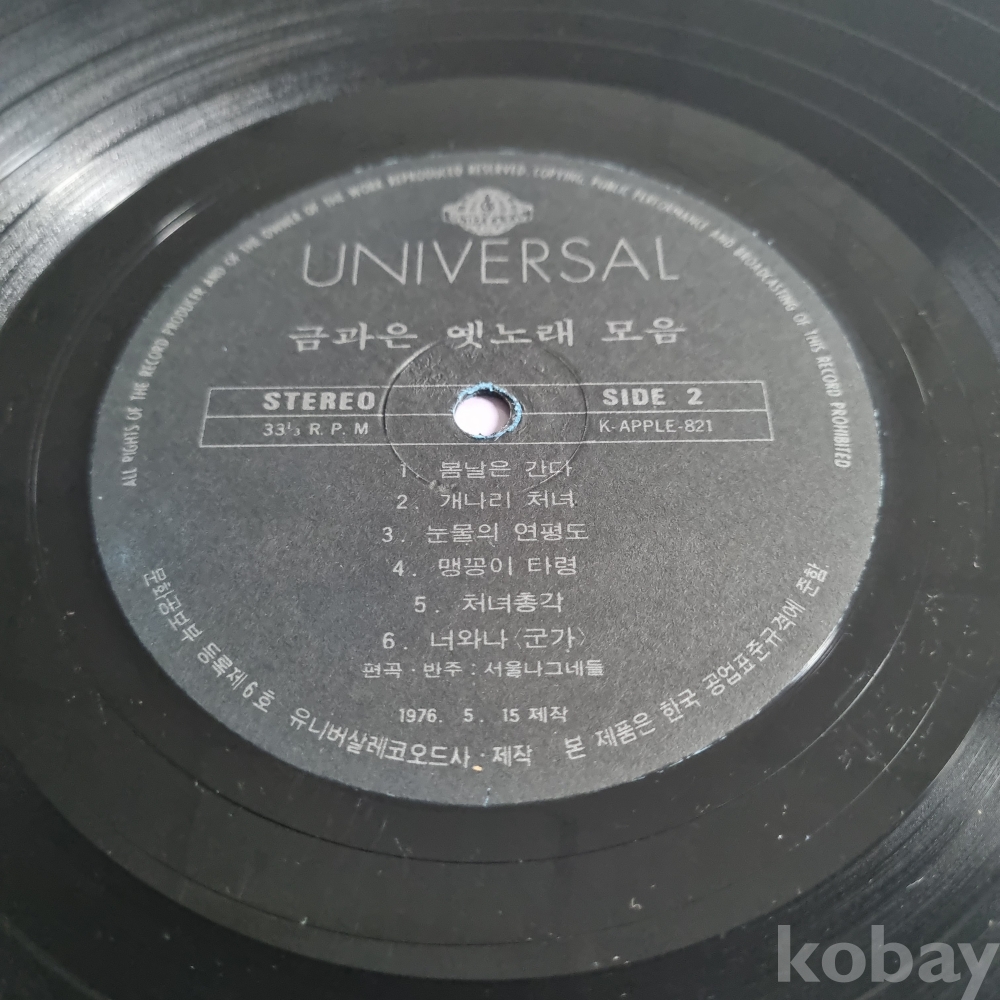 ALL RIGHTS OF THE RECORD PRODUCER AND OF THE OWNER OF THE WORK REPRODUCED RESERVED. COPYING, PUBLIC PERFORMANCE AND BROADCASTING OF THIS RECORD PROHIBITED
UNIVERSAL
금과은 옛노래 모음
STEREO SIDE 2
33⅓ R.P.M K-APPLE-821
1. 봄날은 간다
2. 개나리 처녀
3. 눈물의 연평도
4. 맹꽁이 타령
5. 처녀총각
6. 너와나〈군가〉
편곡·반주 : 서울나그네들
1976. 5. 15 제작
문화공보부 등록제 6호 유니버살레코오드사·제작 본 제품은 한국 공업표준규격에 준함.
kobay